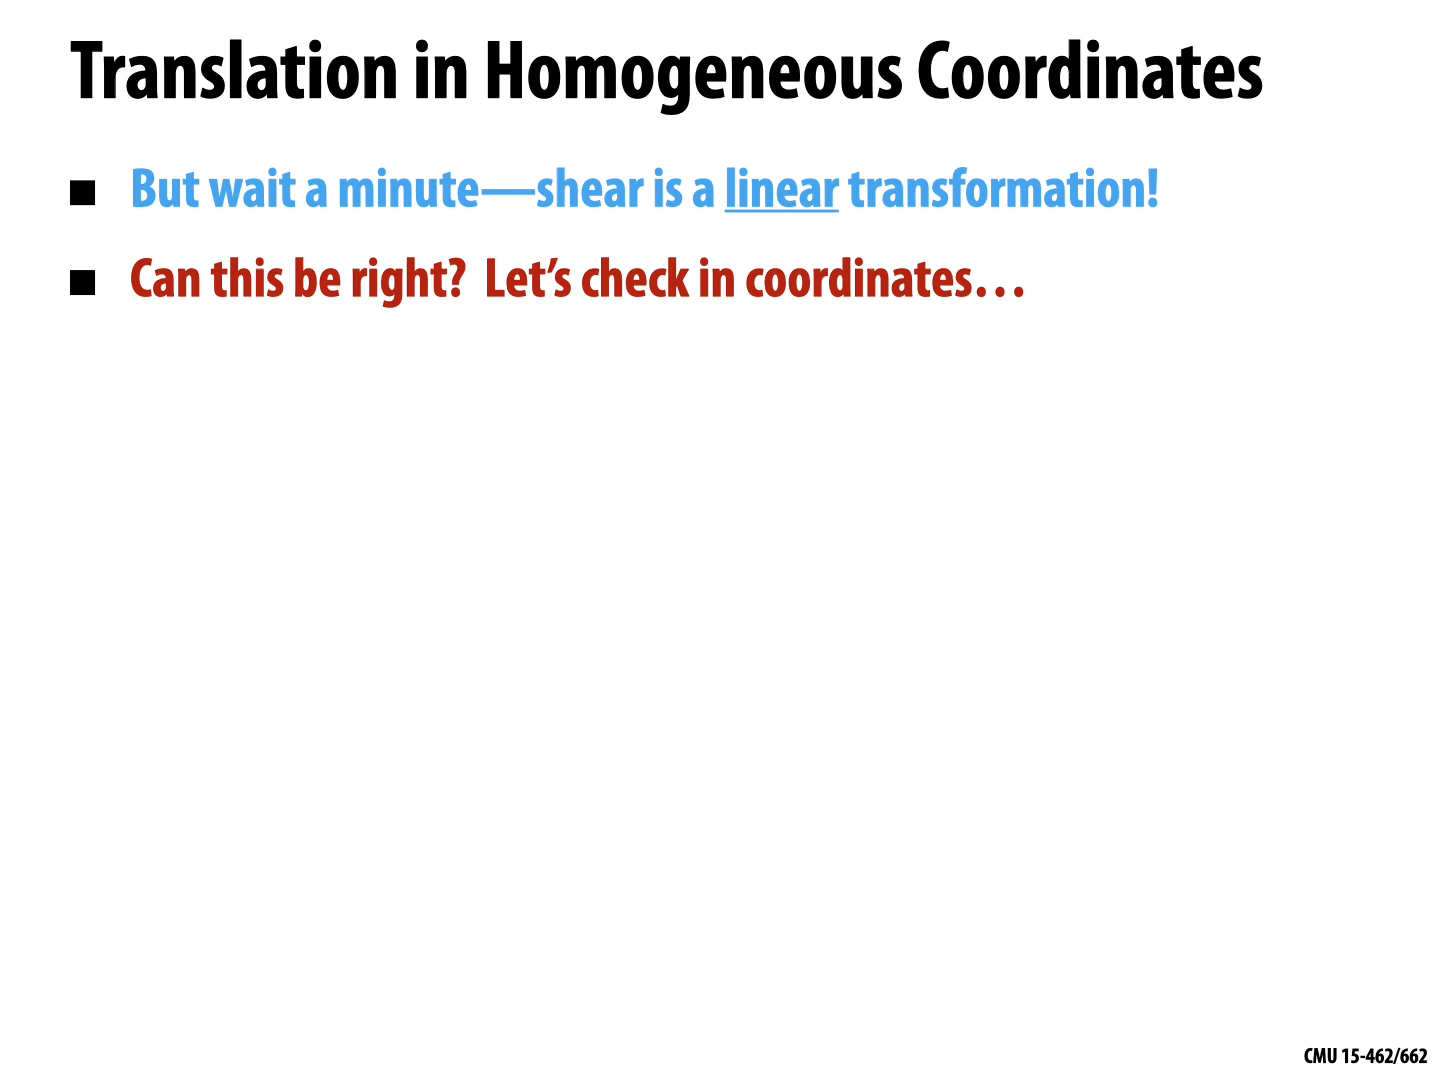 Translation in Homogeneous Coordinates
But wait a minute—shear is a linear transformation!
Can this be right? Let’s check in coordinates…
CMU 15-462/662